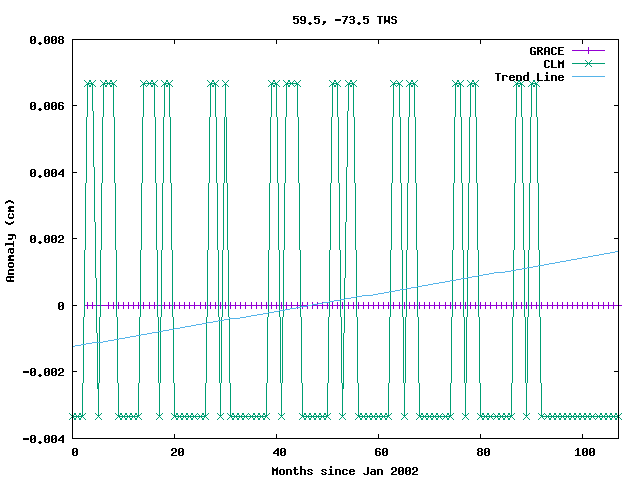 59.5, -73.5 TWS
0.008
GRACE
CLM
Trend Line
0.006
0.004
0.002
0
-0.002
-0.004
Anomaly (cm)
0 20 40 60 80 100
Months since Jan 2002